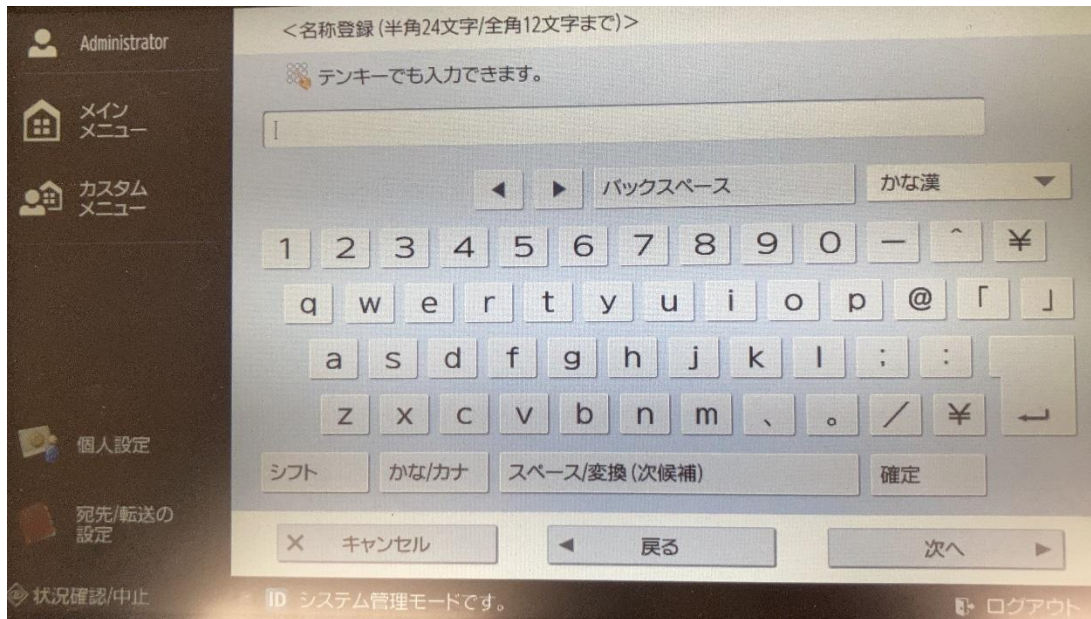 Administrator
メイン
メニュー
カスタム
メニュー
個人設定
宛先/転送の
設定
状況確認/中止
<名称登録(半角24文字/全角12文字まで)>
テンキーでも入力できます。
◀ ▶ バックスペース かな漢 ▼
1 2 3 4 5 6 7 8 9 0 - ^ ¥
q w e r t y u i o p @ 「 」
a s d f g h j k l ; :
z x c v b n m 、 。 / ¥ ↵
シフト かな/カナ スペース/変換(次候補) 確定
× キャンセル ◀ 戻る 次へ ▶
ID システム管理モードです。 ログアウト